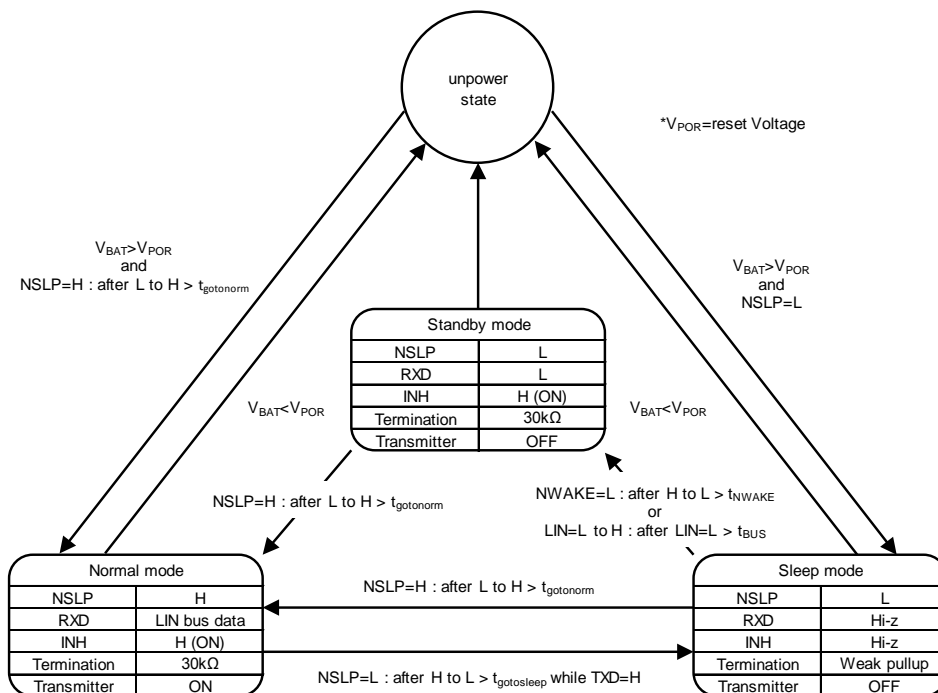 unpower
state
*VPOR=reset Voltage
VBAT>VPOR
and
NSLP=H : after L to H > tgotonorm
VBAT>VPOR
and
NSLP=L
Standby mode
NSLP L
RXD L
INH H (ON)
Termination 30kΩ
Transmitter OFF
VBAT<VPOR
VBAT<VPOR
NSLP=H : after L to H > tgotonorm
NWAKE=L : after H to L > tNWAKE
or
LIN=L to H : after LIN=L > tBUS
Normal mode
NSLP H
RXD LIN bus data
INH H (ON)
Termination 30kΩ
Transmitter ON
NSLP=H : after L to H > tgotonorm
NSLP=L : after H to L > tgotosleep while TXD=H
Sleep mode
NSLP L
RXD Hi-z
INH Hi-z
Termination Weak pullup
Transmitter OFF